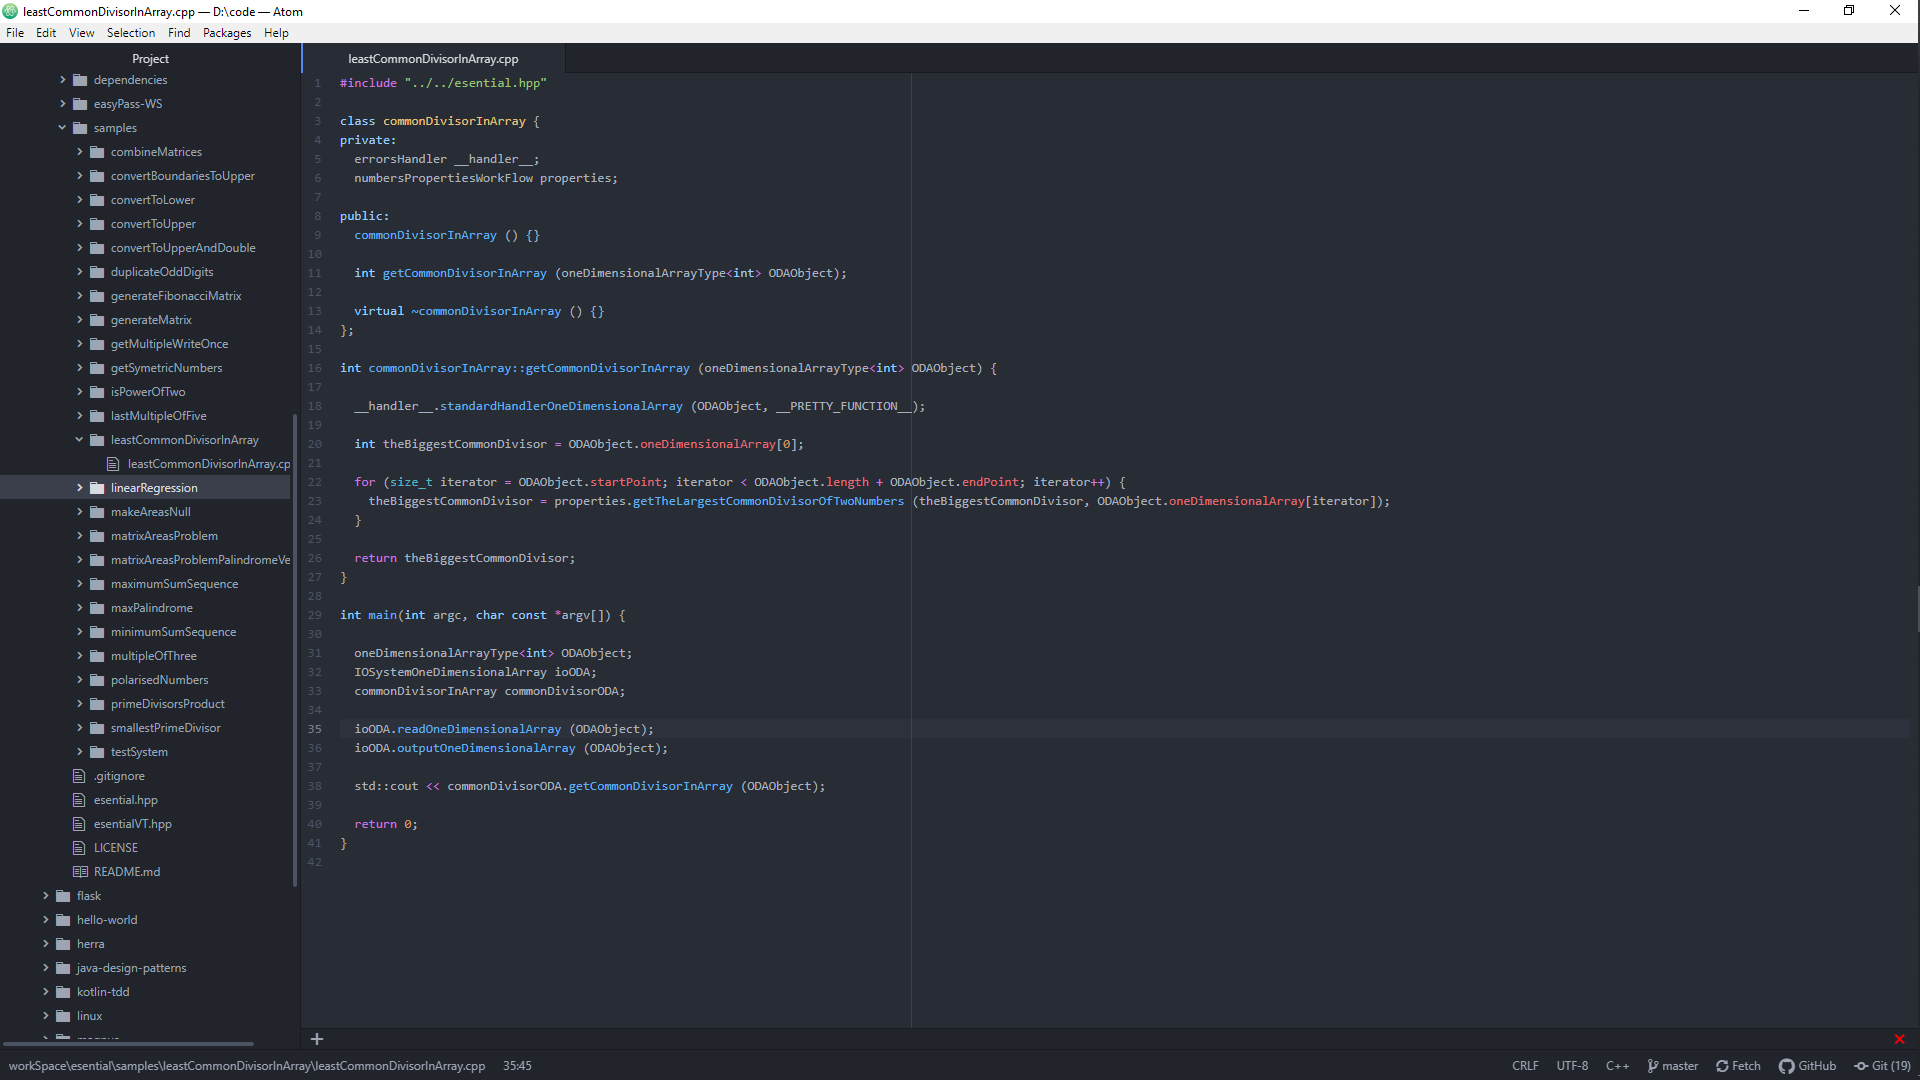 leastCommonDivisorInArray.cpp — D:\code — Atom
File Edit View Selection Find Packages Help
Project
dependencies
easyPass-WS
samples
combineMatrices
convertBoundariesToUpper
convertToLower
convertToUpper
convertToUpperAndDouble
duplicateOddDigits
generateFibonacciMatrix
generateMatrix
getMultipleWriteOnce
getSymetricNumbers
isPowerOfTwo
lastMultipleOfFive
leastCommonDivisorInArray
leastCommonDivisorInArray.cp
linearRegression
makeAreasNull
matrixAreasProblem
matrixAreasProblemPalindromeVe
maximumSumSequence
maxPalindrome
minimumSumSequence
multipleOfThree
polarisedNumbers
primeDivisorsProduct
smallestPrimeDivisor
testSystem
.gitignore
esential.hpp
esentialVT.hpp
LICENSE
README.md
flask
hello-world
herra
java-design-patterns
kotlin-tdd
linux
leastCommonDivisorInArray.cpp
1 #include "../../esential.hpp"
2
3 class commonDivisorInArray {
4 private:
5 errorsHandler __handler__;
6 numbersPropertiesWorkFlow properties;
7
8 public:
9 commonDivisorInArray () {}
10
11 int getCommonDivisorInArray (oneDimensionalArrayType<int> ODAObject);
12
13 virtual ~commonDivisorInArray () {}
14 };
15
16 int commonDivisorInArray::getCommonDivisorInArray (oneDimensionalArrayType<int> ODAObject) {
17
18 __handler__.standardHandlerOneDimensionalArray (ODAObject, __PRETTY_FUNCTION__);
19
20 int theBiggestCommonDivisor = ODAObject.oneDimensionalArray[0];
21
22 for (size_t iterator = ODAObject.startPoint; iterator < ODAObject.length + ODAObject.endPoint; iterator++) {
23 theBiggestCommonDivisor = properties.getTheLargestCommonDivisorOfTwoNumbers (theBiggestCommonDivisor, ODAObject.oneDimensionalArray[iterator]);
24 }
25
26 return theBiggestCommonDivisor;
27 }
28
29 int main(int argc, char const *argv[]) {
30
31 oneDimensionalArrayType<int> ODAObject;
32 IOSystemOneDimensionalArray ioODA;
33 commonDivisorInArray commonDivisorODA;
34
35 ioODA.readOneDimensionalArray (ODAObject);
36 ioODA.outputOneDimensionalArray (ODAObject);
37
38 std::cout << commonDivisorODA.getCommonDivisorInArray (ODAObject);
39
40 return 0;
41 }
42
workSpace\esential\samples\leastCommonDivisorInArray\leastCommonDivisorInArray.cpp 35:45 CRLF UTF-8 C++ master Fetch GitHub Git (19)